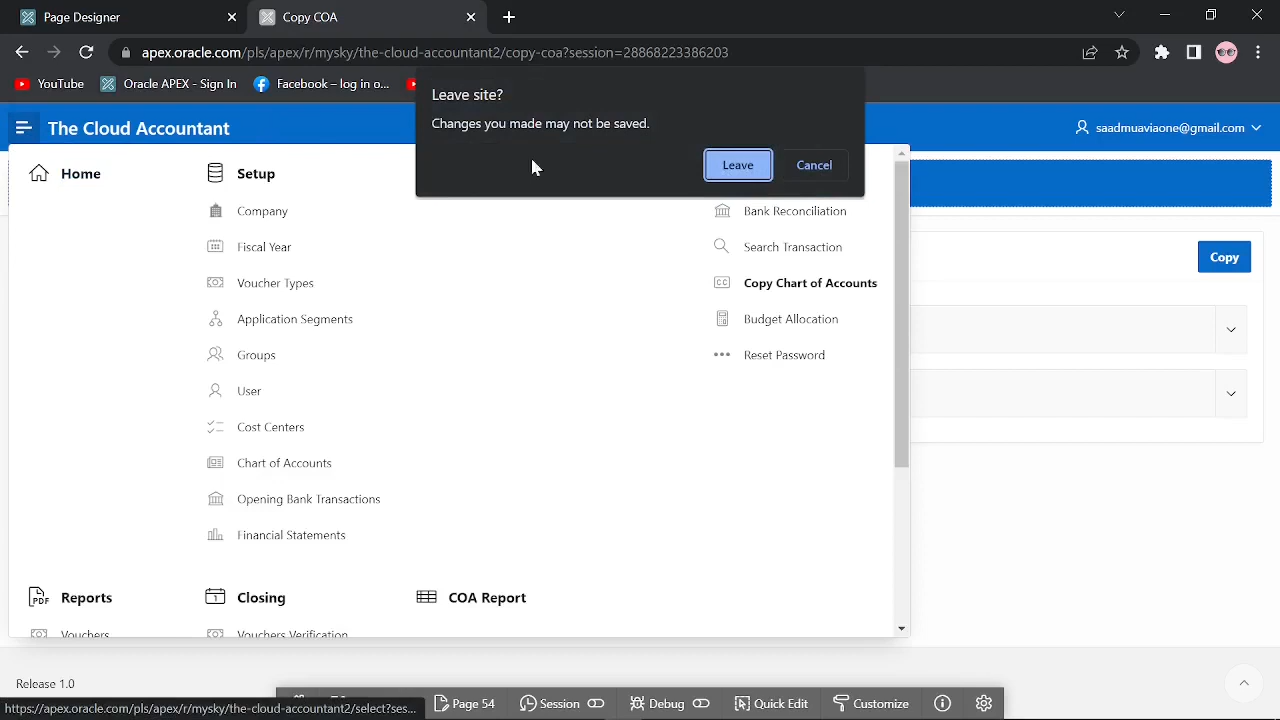 Page Designer
Copy COA
apex.oracle.com/pls/apex/r/mysky/the-cloud-accountant2/copy-coa?session=28868223386203
YouTube
Oracle APEX - Sign In
Facebook – log in o...
Leave site?
Changes you made may not be saved.
Leave
Cancel
The Cloud Accountant
saadmuaviaone@gmail.com
Home
Setup
Company
Fiscal Year
Voucher Types
Application Segments
Groups
User
Cost Centers
Chart of Accounts
Opening Bank Transactions
Financial Statements
Bank Reconciliation
Search Transaction
CC Copy Chart of Accounts
Budget Allocation
Reset Password
Copy
PDF Reports
1 Closing
COA Report
Vouchers
Vouchers Verification
Release 1.0
https://apex.oracle.com/pls/apex/r/mysky/the-cloud-accountant2/select?ses...
Page 54
Session
Debug
Quick Edit
Customize